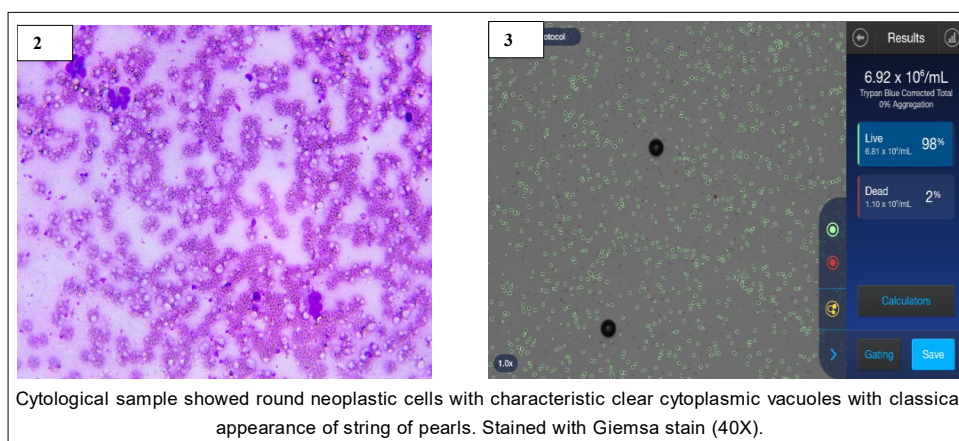 2
3
otocol
Results
6.92 x 10⁶/mL
Trypan Blue Corrected Total
0% Aggregation
Live
6.81 x 10⁶/mL
98%
Dead
1.10 x 10⁵/mL
2%
Calculators
1.0x
Gating
Save
Cytological sample showed round neoplastic cells with characteristic clear cytoplasmic vacuoles with classica
appearance of string of pearls. Stained with Giemsa stain (40X).